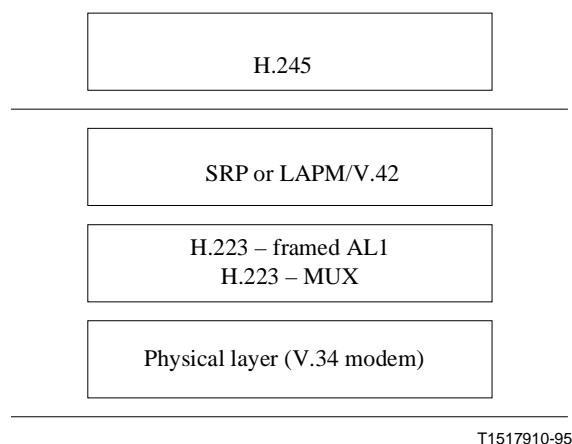 H.245
SRP or LAPM/V.42
H.223 – framed AL1
H.223 – MUX
Physical layer (V.34 modem)
T1517910-95